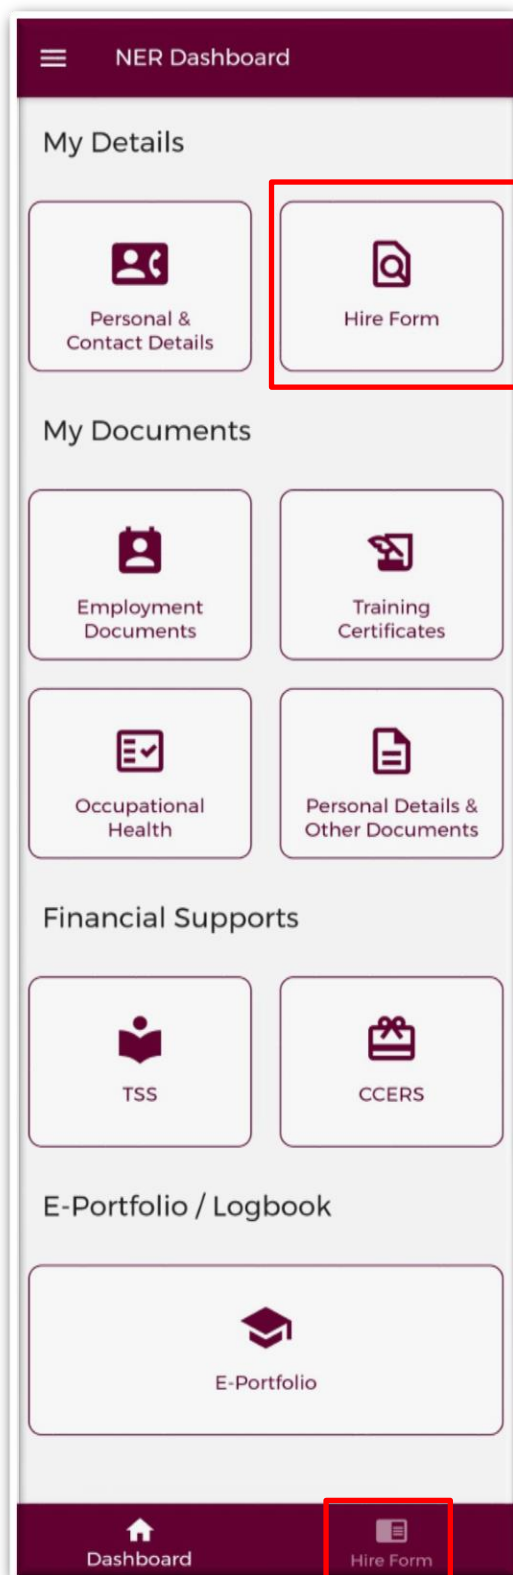 NER Dashboard
My Details
Personal &
Contact Details
Hire Form
My Documents
Employment
Documents
Training
Certificates
Occupational
Health
Personal Details &
Other Documents
Financial Supports
TSS
CCERS
E-Portfolio / Logbook
E-Portfolio
Dashboard
Hire Form